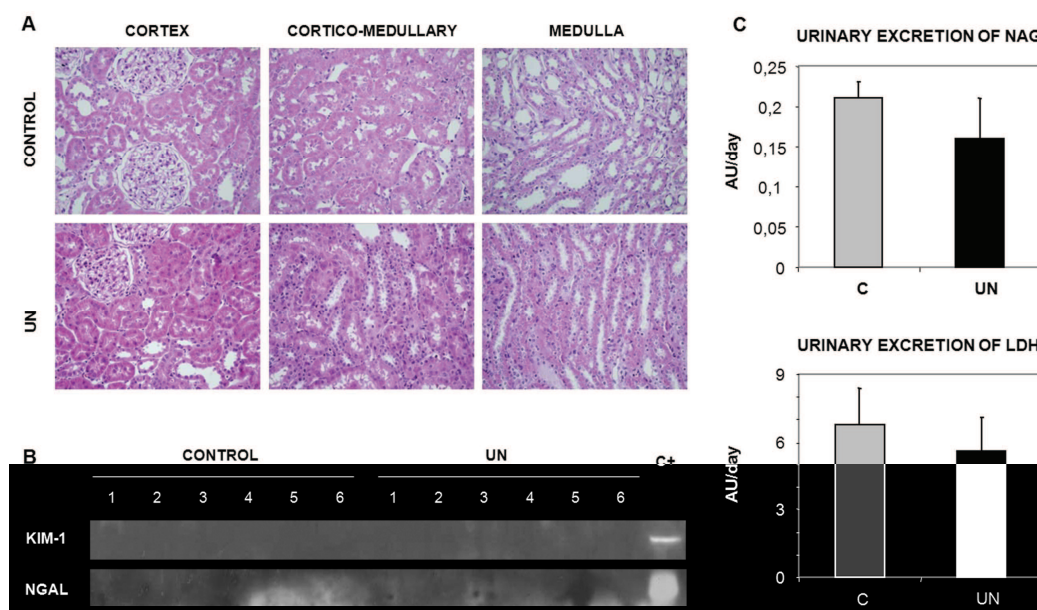 A
CORTEX CORTICO-MEDULLARY MEDULLA
CONTROL
UN
B
CONTROL UN C+
1 2 3 4 5 6 1 2 3 4 5 6
KIM-1
NGAL
C
URINARY EXCRETION OF NAG
AU/day
0,25
0,2
0,15
0,1
0,05
0
C UN
URINARY EXCRETION OF LDH
AU/day
9
6
3
0
C UN